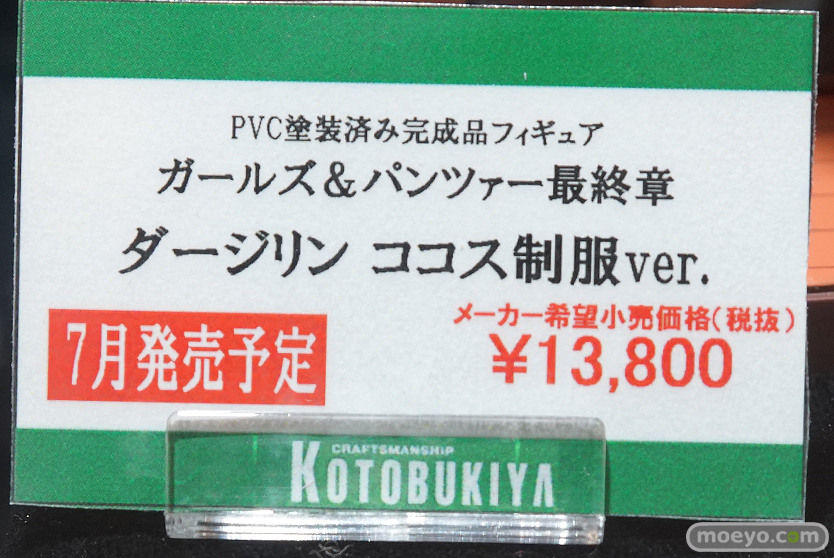 PVC塗装済み完成品フィギュア
ガールズ&パンツァー最終章
ダージリン ココス制服ver.
メーカー希望小売価格(税抜)
7月発売予定
¥13,800
CRAFTSMANSHIP
KOTOBUKIYA
moeyo.com